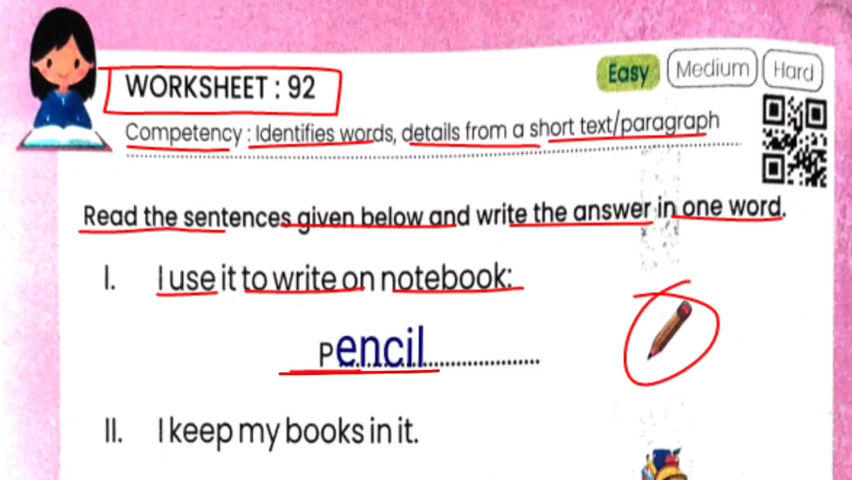 WORKSHEET : 92
Easy Medium Hard
Competency : Identifies words, details from a short text/paragraph
Read the sentences given below and write the answer in one word.
I. I use it to write on notebook:
Pencil
II. I keep my books in it.